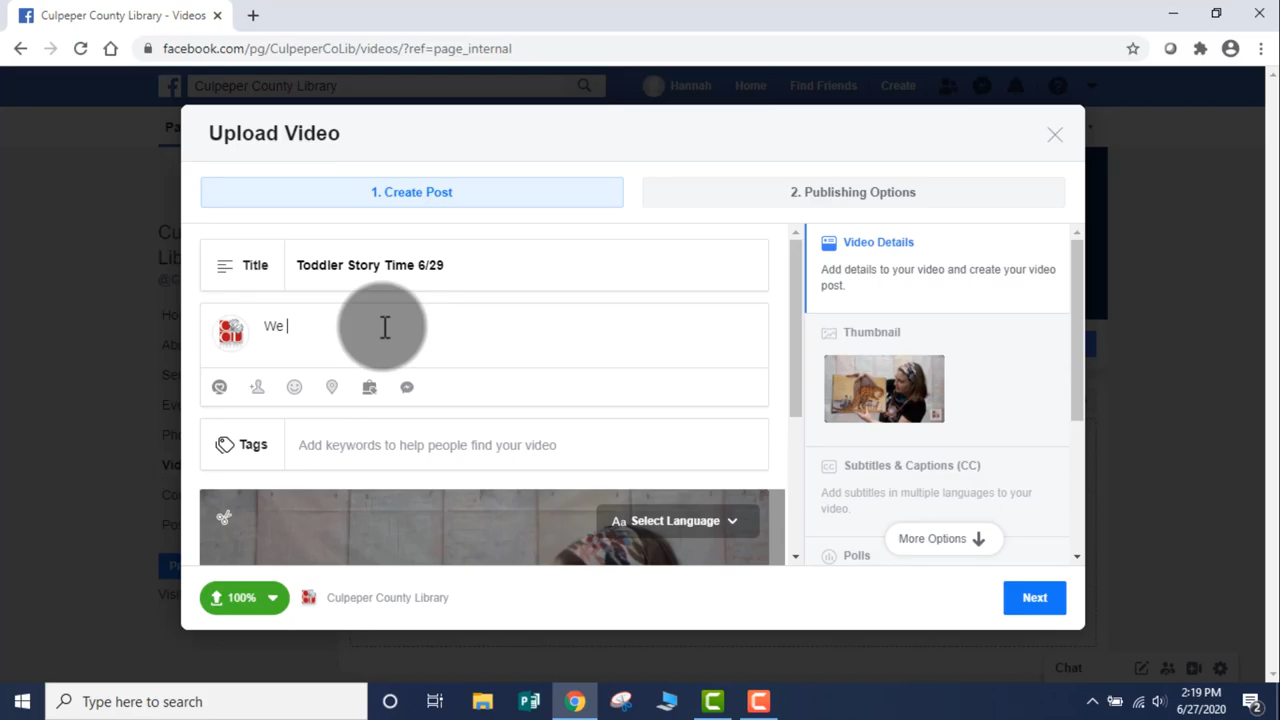 Culpeper County Library - Videos
facebook.com/pg/CulpeperCoLib/videos/?ref=page_internal
Culpeper County Library
Hannah
Home
Find Friends
Create
Upload Video
1. Create Post
2. Publishing Options
Title
Toddler Story Time 6/29
We
Tags
Add keywords to help people find your video
Aa Select Language
Video Details
Add details to your video and create your video
post.
Thumbnail
CC Subtitles & Captions (CC)
Add subtitles in multiple languages to your
video.
More Options
Polls
100%
Culpeper County Library
Next
Chat
Type here to search
2:19 PM
6/27/2020
2